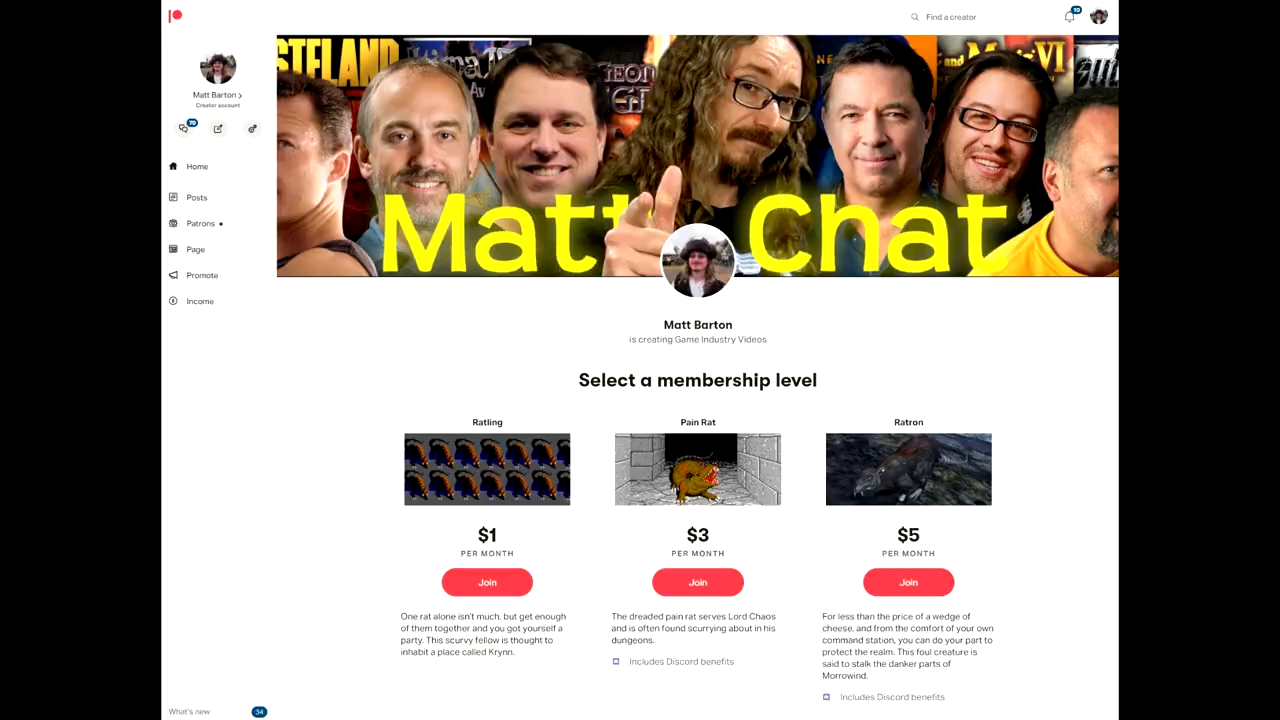 Find a creator
10
STELAND
Matt Barton
Creator account
70
Matt Chat
Home
Posts
Patrons
Page
Promote
Income
Matt Barton
is creating Game Industry Videos
Select a membership level
Ratling
Pain Rat
Ratron
$1
PER MONTH
Join
$3
PER MONTH
Join
$5
PER MONTH
Join
One rat alone isn't much, but get enough
of them together and you got yourself a
party. This scurvy fellow is thought to
inhabit a place called Krynn.
The dreaded pain rat serves Lord Chaos
and is often found scurrying about in his
dungeons.
Includes Discord benefits
For less than the price of a wedge of
cheese, and from the comfort of your own
command station, you can do your part to
protect the realm. This foul creature is
said to stalk the danker parts of
Morrowind.
Includes Discord benefits
What's new
34